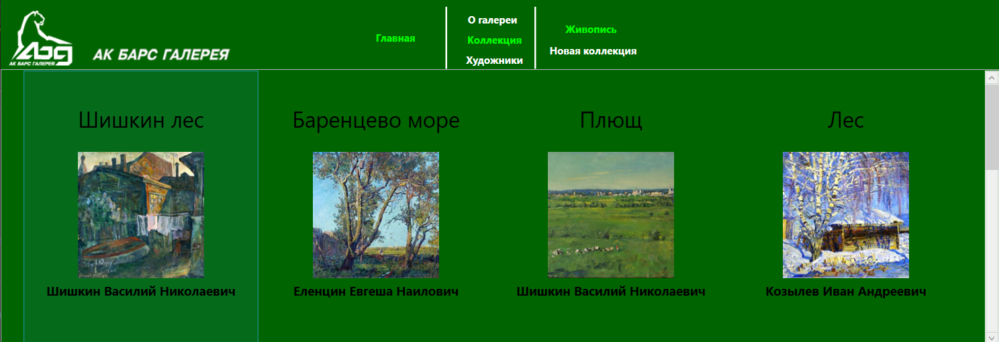 АК БАРС ГАЛЕРЕЯ
АК БАРС ГАЛЕРЕЯ
Главная
О галереи
Коллекция
Художники
Живопись
Новая коллекция
Шишкин лес
Шишкин Василий Николаевич
Баренцево море
Еленцин Евгеша Наилович
Плющ
Шишкин Василий Николаевич
Лес
Козылев Иван Андреевич